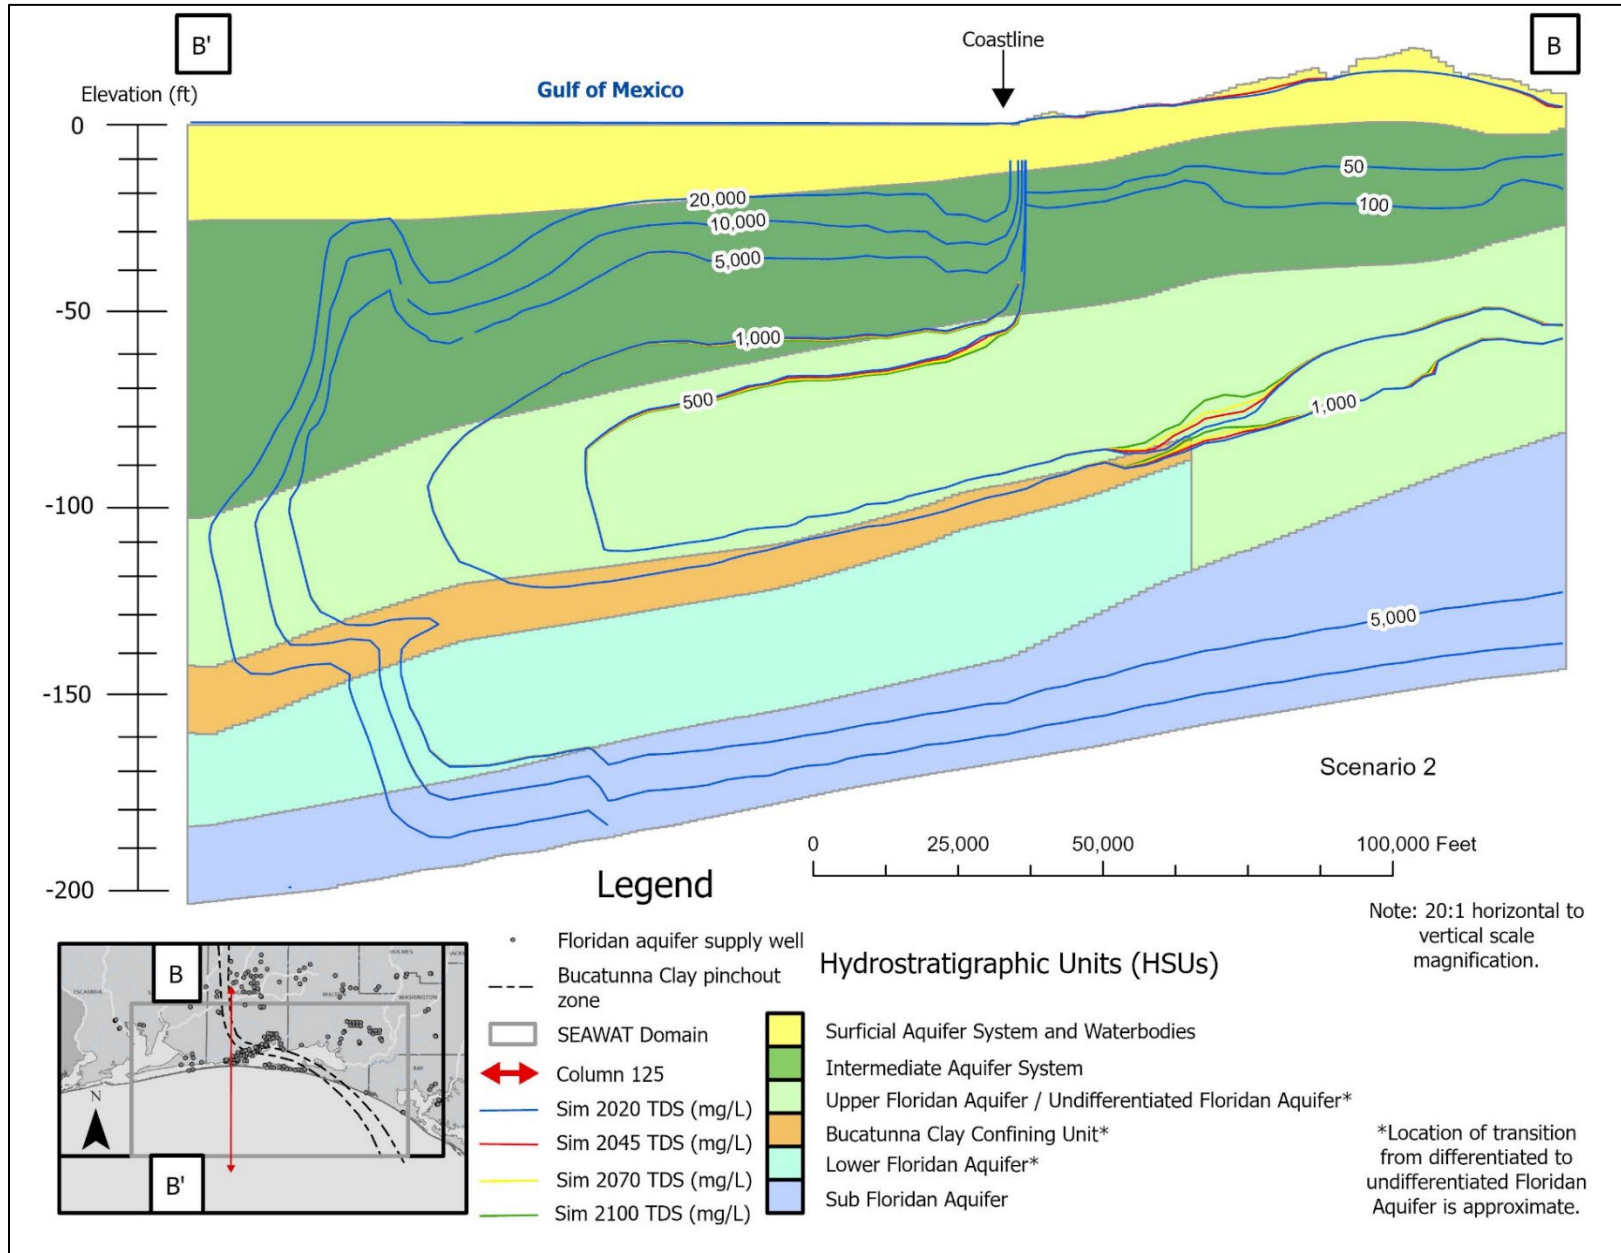 B'
Coastline
B
Elevation (ft)
Gulf of Mexico
0
50
20,000
100
10,000
5,000
-50
1,000
500
1,000
-100
5,000
-150
Scenario 2
0
25,000
50,000
100,000 Feet
-200
Legend
Note: 20:1 horizontal to
vertical scale
magnification.
Floridan aquifer supply well
Bucatunna Clay pinchout
zone
SEAWAT Domain
Column 125
Sim 2020 TDS (mg/L)
Sim 2045 TDS (mg/L)
Sim 2070 TDS (mg/L)
Sim 2100 TDS (mg/L)
Hydrostratigraphic Units (HSUs)
Surficial Aquifer System and Waterbodies
Intermediate Aquifer System
Upper Floridan Aquifer / Undifferentiated Floridan Aquifer*
Bucatunna Clay Confining Unit*
Lower Floridan Aquifer*
Sub Floridan Aquifer
*Location of transition
from differentiated to
undifferentiated Floridan
Aquifer is approximate.
B
HOLMES
ESCAMBIA
WALTON
WASHINGTON
BAY
N
B'